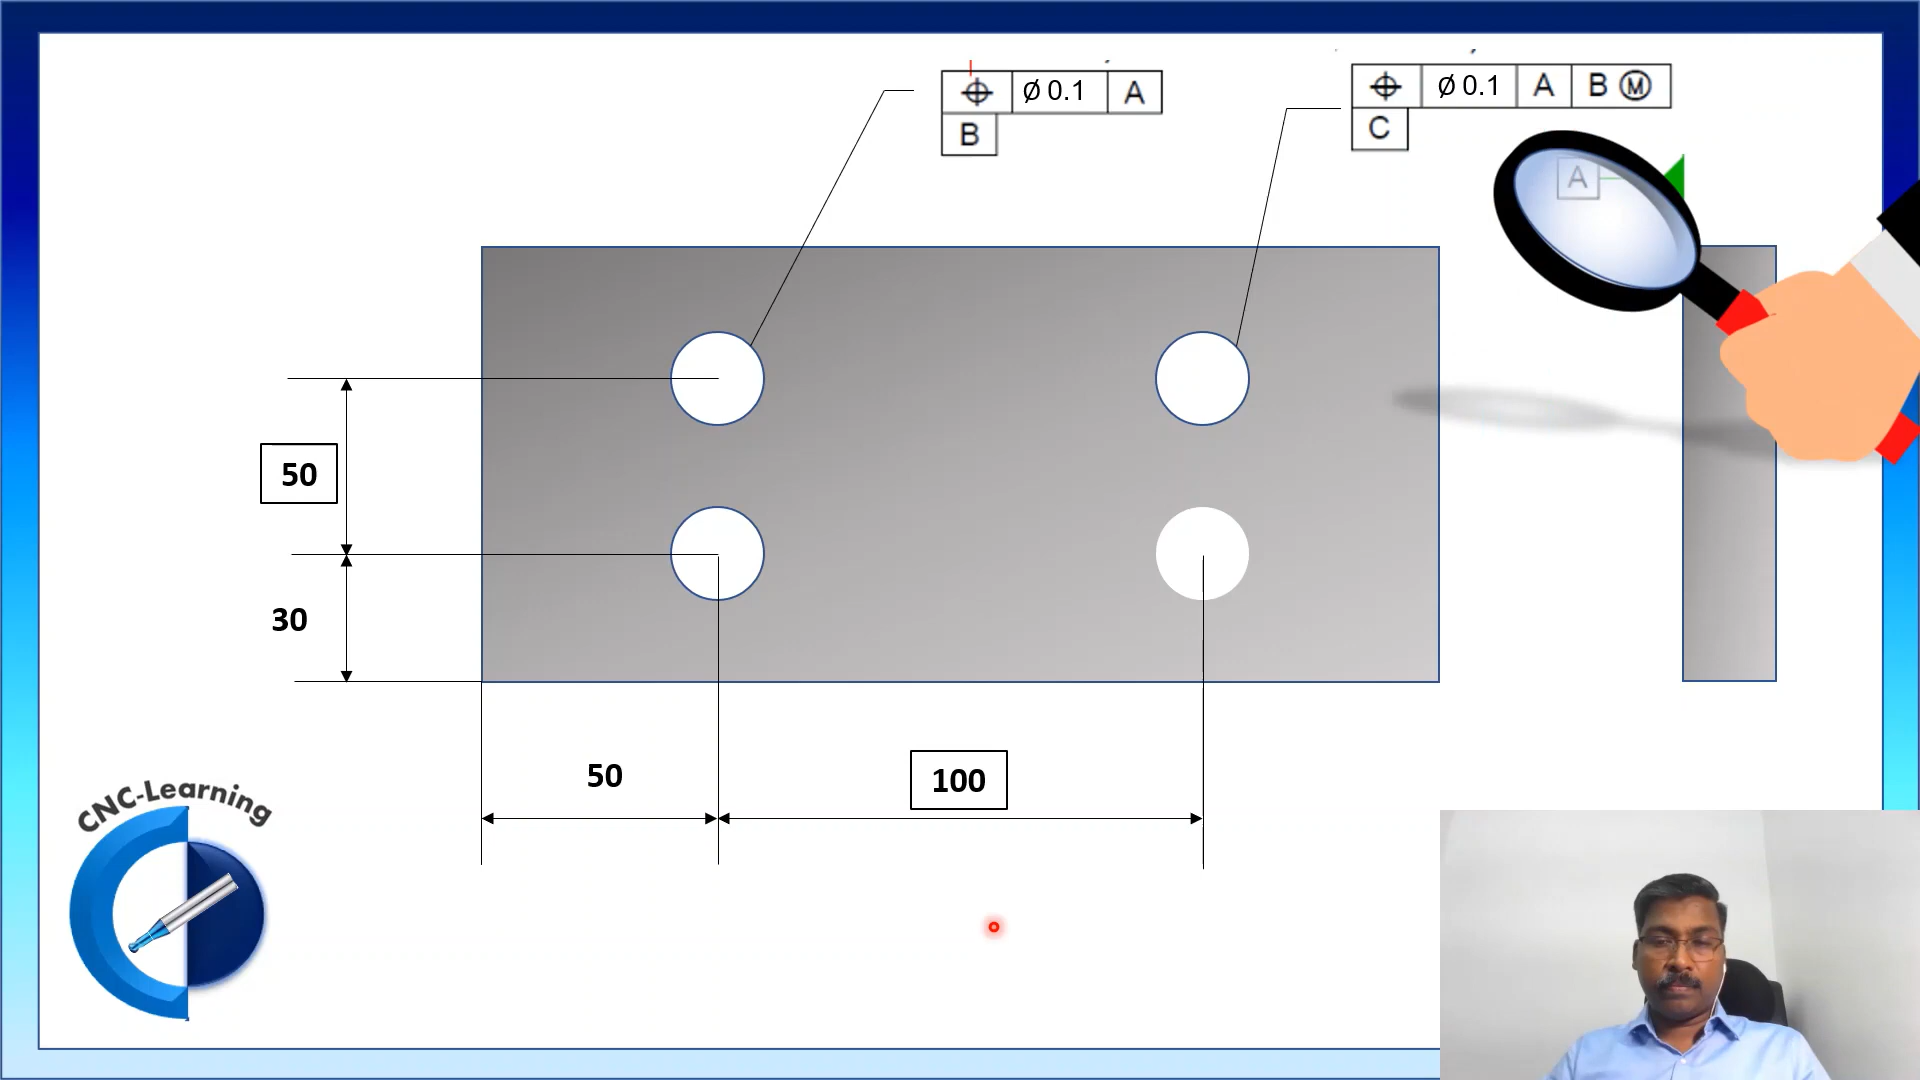 ⌖ Ø 0.1 A
B
⌖ Ø 0.1 A B Ⓜ
C
A
50
30
50
100
CNC-Learning